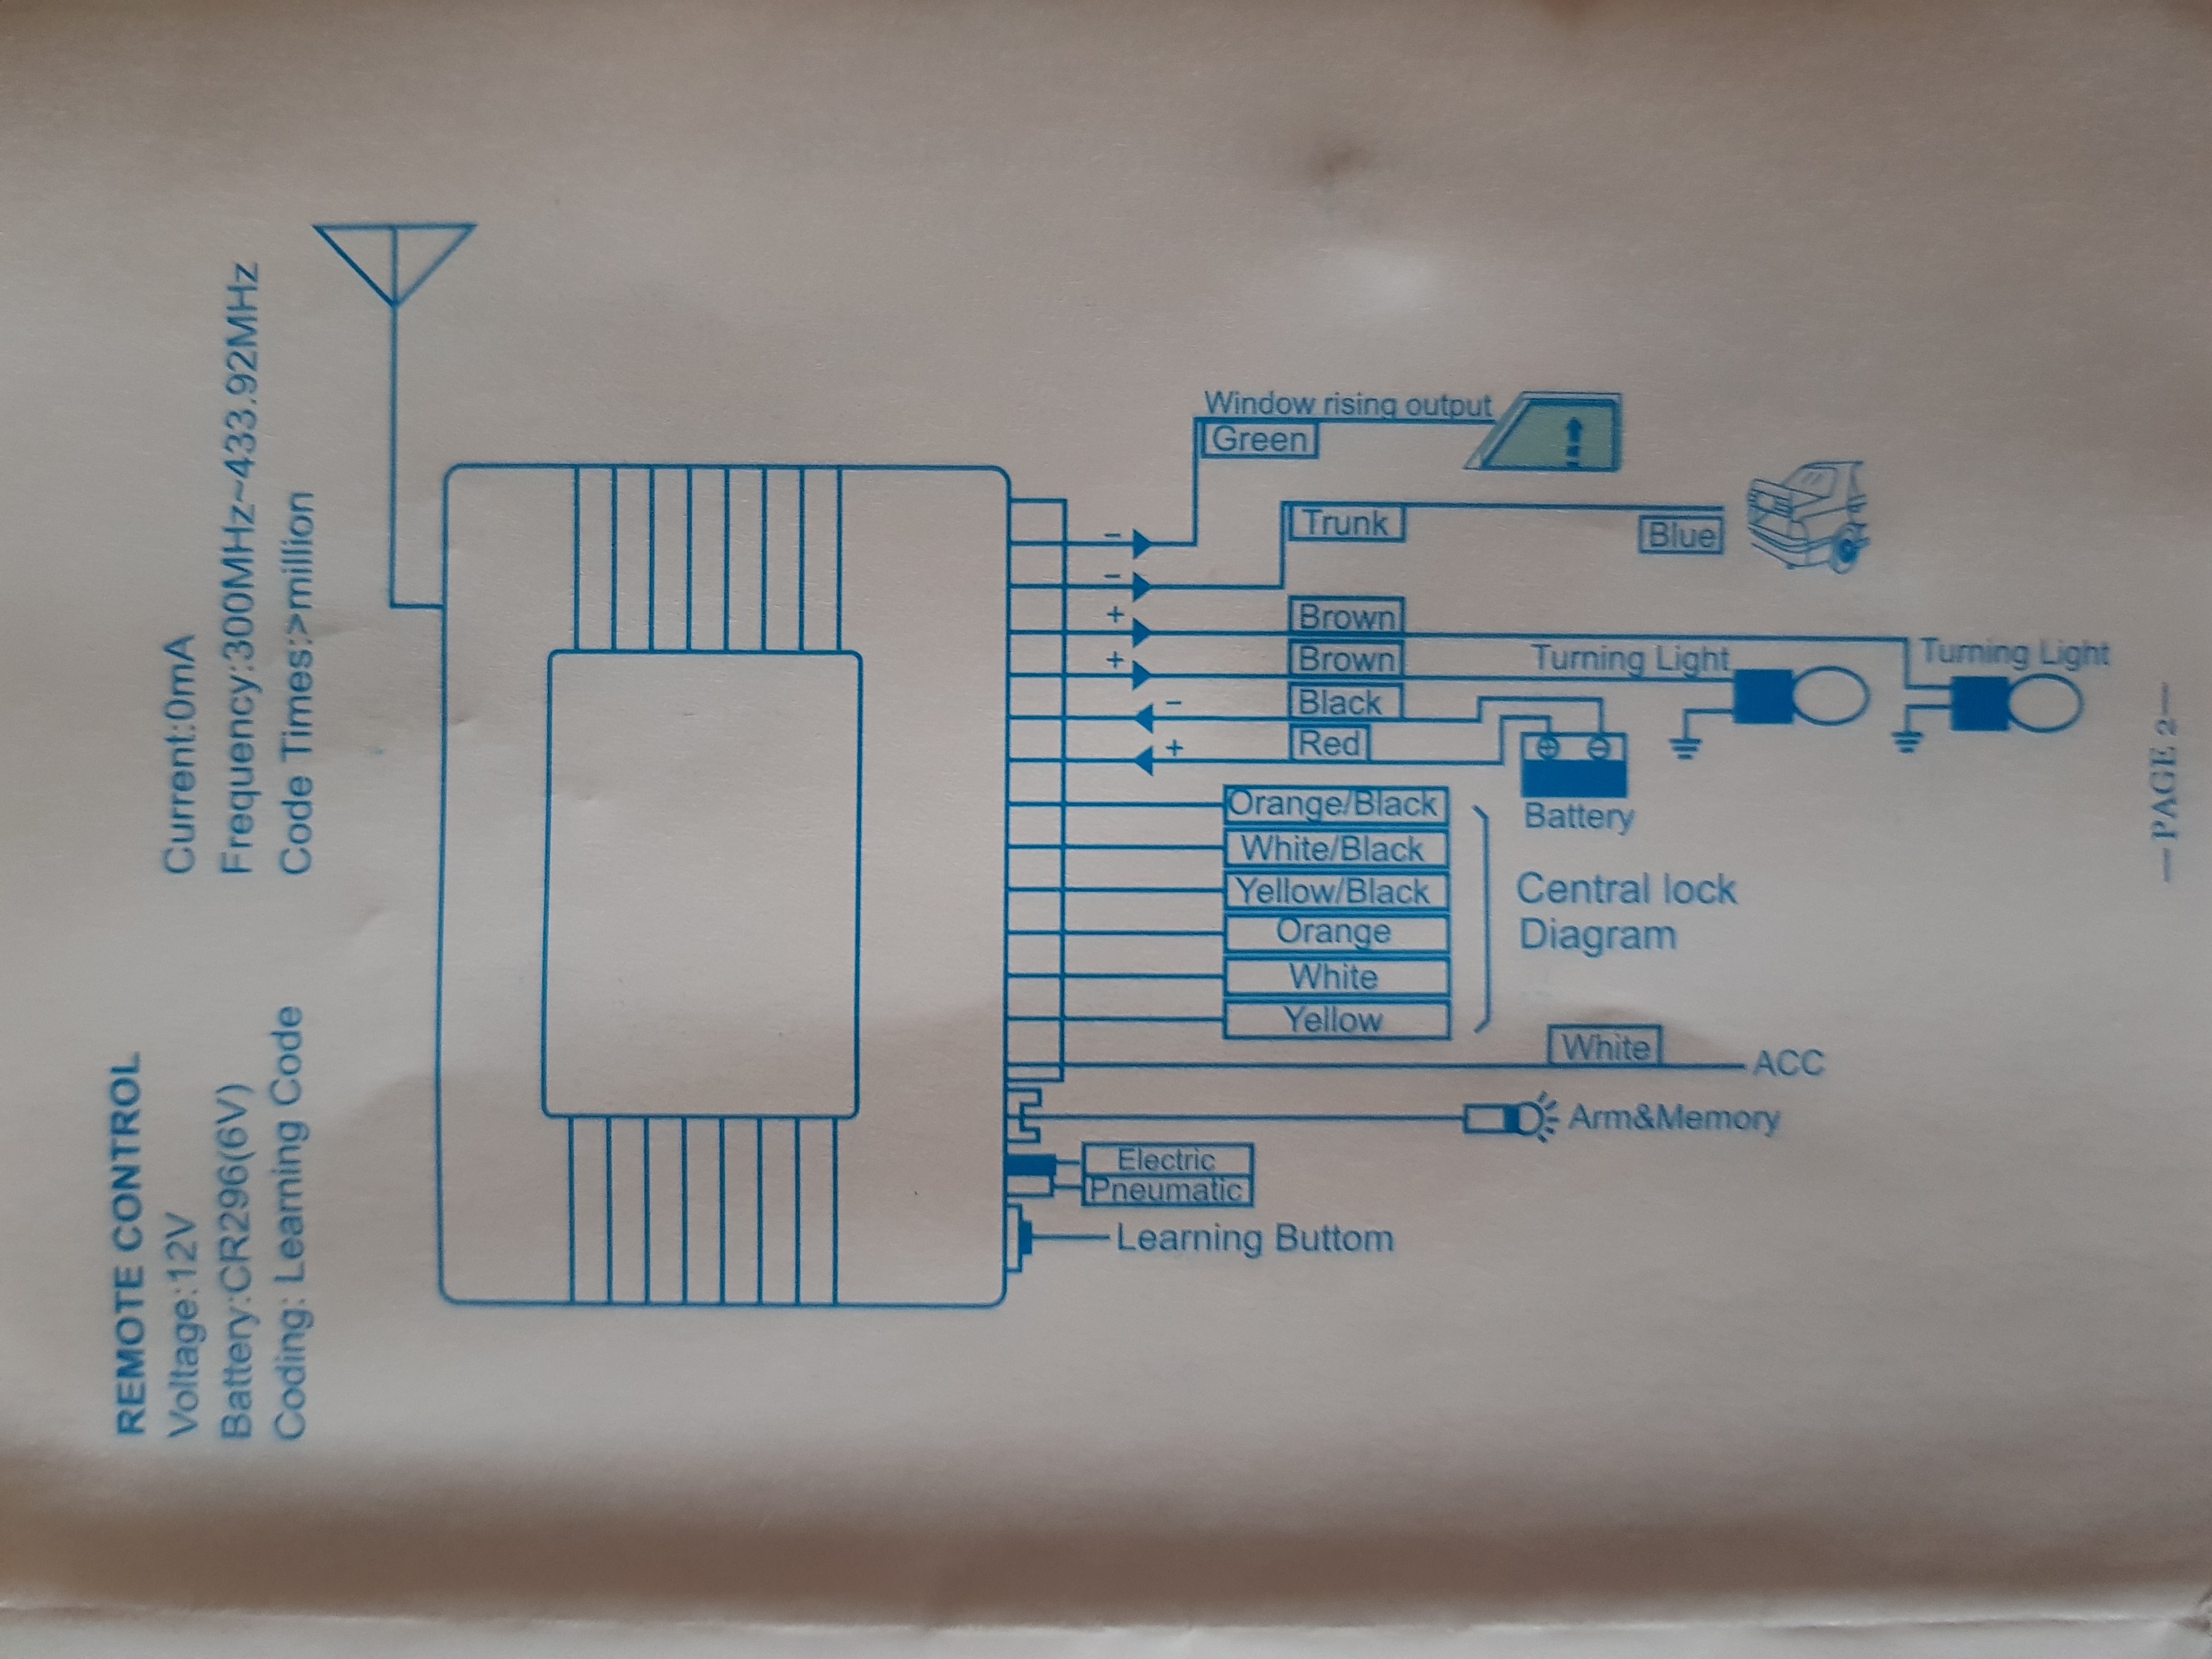 REMOTE CONTROL
Voltage:12V
Current:0mA
Battery:CR296(6V)
Frequency:300MHz~433.92MHz
Coding: Learning Code
Code Times:>million
Window rising output
Green
−
Trunk
Blue
−
+
Brown
Turning Light
+
Brown
Turning Light
−
Black
+
Red
Battery
Orange/Black
White/Black
Yellow/Black
Orange
White
Yellow
Central lock
Diagram
White
ACC
Arm&Memory
Electric
Pneumatic
Learning Buttom
—PAGE 2—